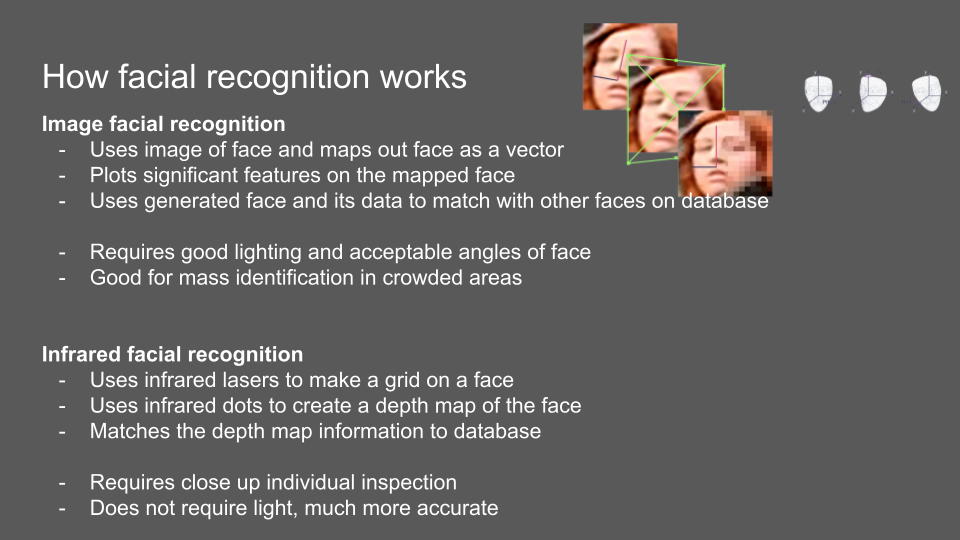 How facial recognition works
Image facial recognition
- Uses image of face and maps out face as a vector
- Plots significant features on the mapped face
- Uses generated face and its data to match with other faces on database
- Requires good lighting and acceptable angles of face
- Good for mass identification in crowded areas
Infrared facial recognition
- Uses infrared lasers to make a grid on a face
- Uses infrared dots to create a depth map of the face
- Matches the depth map information to database
- Requires close up individual inspection
- Does not require light, much more accurate